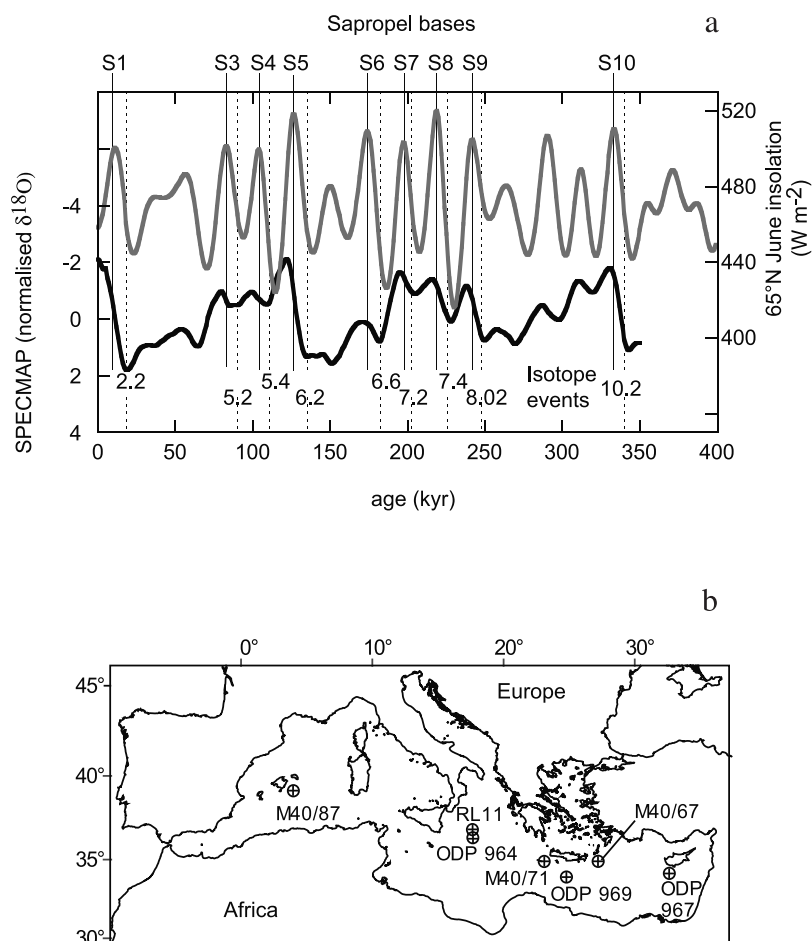 Sapropel bases
a
S1 S3 S4 S5 S6 S7 S8 S9 S10
SPECMAP (normalised δ18O)
-4
-2
0
2
4
520
480
440
400
65°N June insolation
(W m-2)
2.2 5.2 5.4 6.2 6.6 7.2 7.4 8.02 10.2
Isotope
events
0 50 100 150 200 250 300 350 400
age (kyr)
b
0° 10° 20° 30°
45°
40°
35°
30°
Europe
M40/87
RL11
M40/67
ODP 964
M40/71
ODP 969
ODP
967
Africa